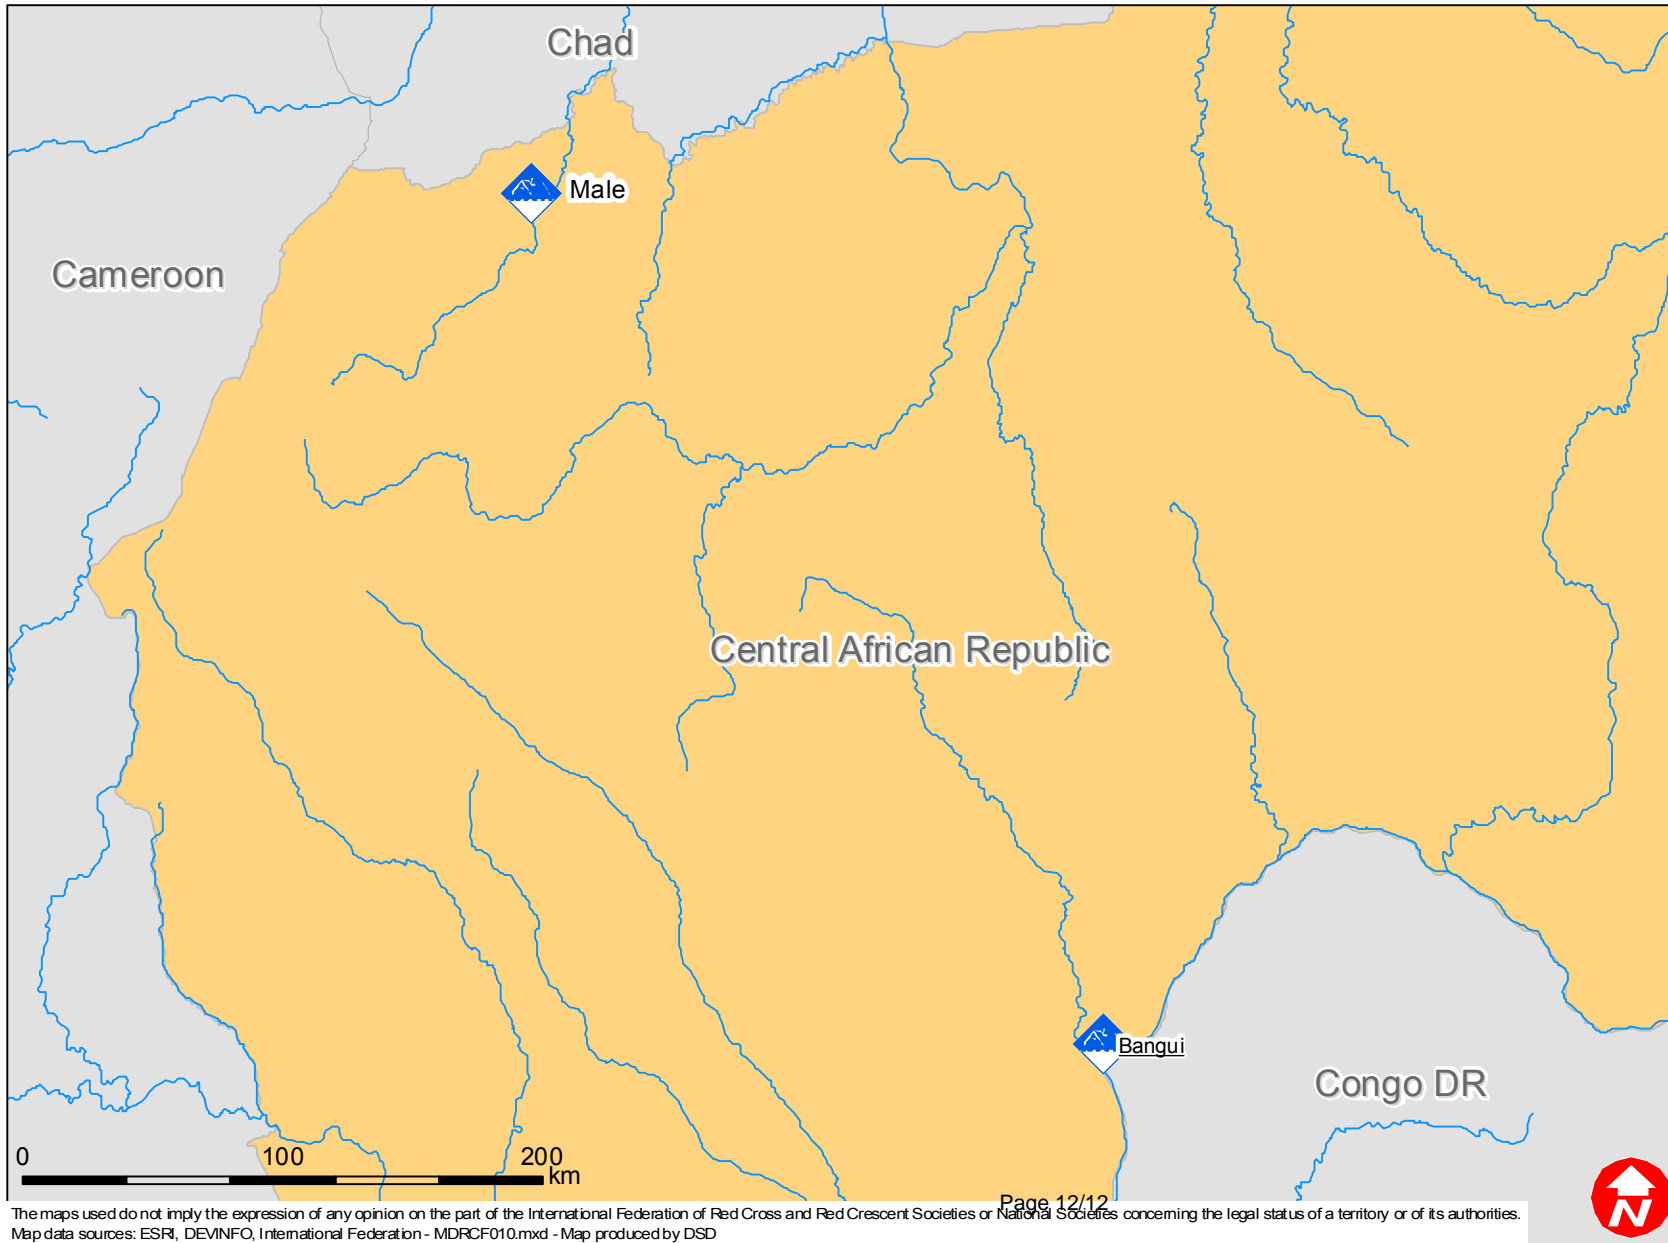 Chad
Male
Cameroon
Central African Republic
Bangui
Congo DR
0 100 200
km
Page 12/12
The maps used do not imply the expression of any opinion on the part of the International Federation of Red Cross and Red Crescent Societies or National Societies concerning the legal status of a territory or of its authorities.
Map data sources: ESRI, DEVINFO, International Federation - MDRCF010.mxd - Map produced by DSD
N